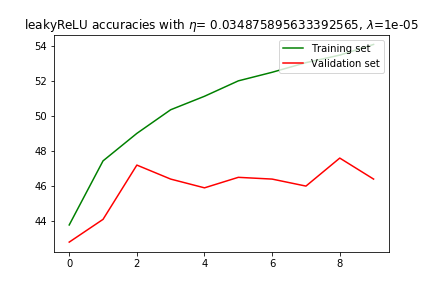 leakyReLU accuracies with η= 0.034875895633392565, λ=1e-05
54
52
50
48
46
44
0 2 4 6 8
Training set
Validation set